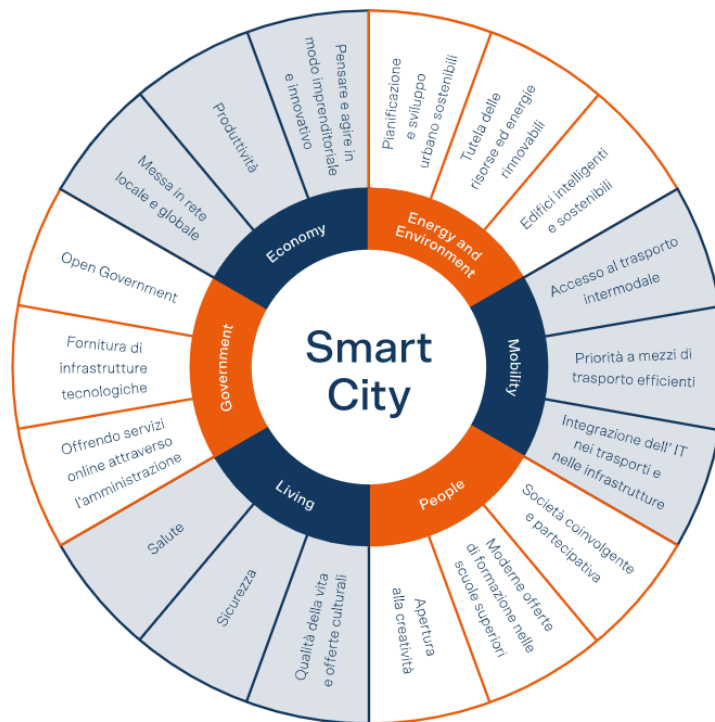 Smart
City
Energy and
Environment
Pianificazione
e sviluppo
urbano sostenibili
Tutela delle
risorse ed energie
rinnovabili
Edifici intelligenti
e sostenibili
Mobility
Accesso al trasporto
intermodale
Priorità a mezzi di
trasporto efficienti
Integrazione dell' IT
nei trasporti e
nelle infrastrutture
People
Società coinvolgente
e partecipativa
Moderne offerte
di formazione nelle
scuole superiori
Apertura
alla creatività
Living
Qualità della vita
e offerte culturali
Sicurezza
Salute
Government
Offrendo servizi
online attraverso
l'amministrazione
Fornitura di
infrastrutture
tecnologiche
Open Government
Economy
Messa in rete
locale e globale
Produttività
Pensare e agire in
modo imprenditoriale
e innovativo